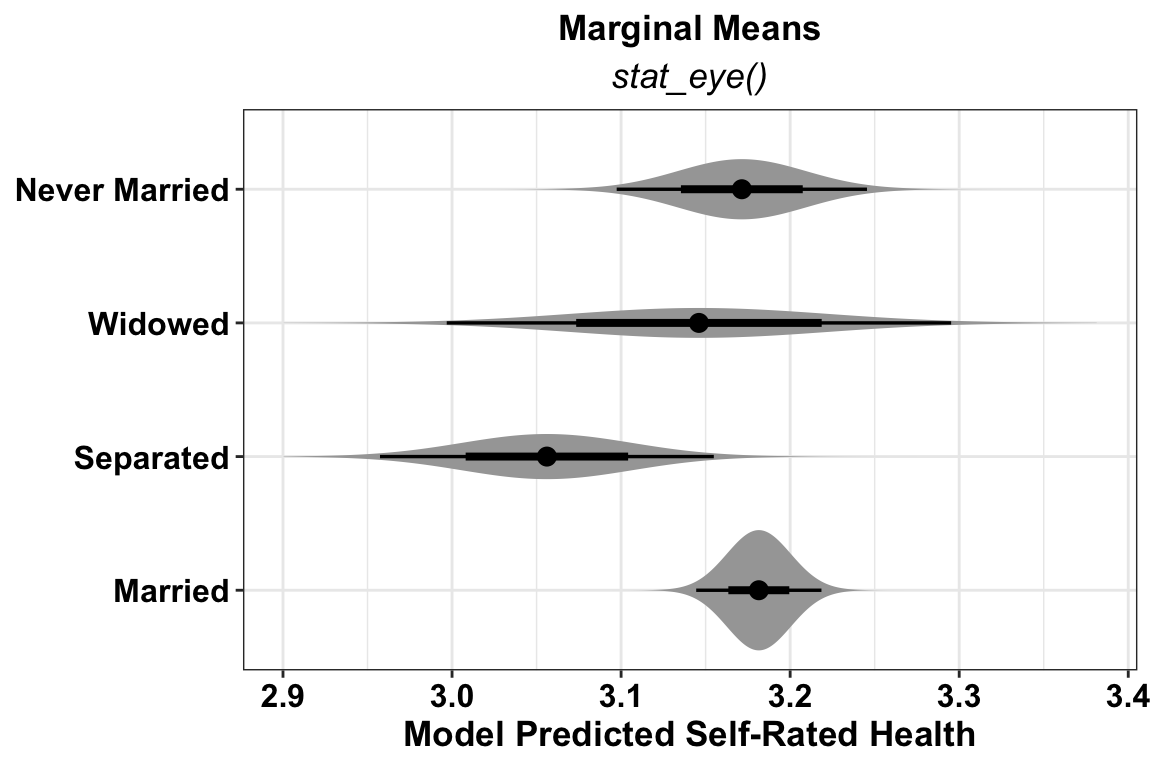 Marginal Means
stat_eye()
Never Married
Widowed
Separated
Married
2.9 3.0 3.1 3.2 3.3 3.4
Model Predicted Self-Rated Health